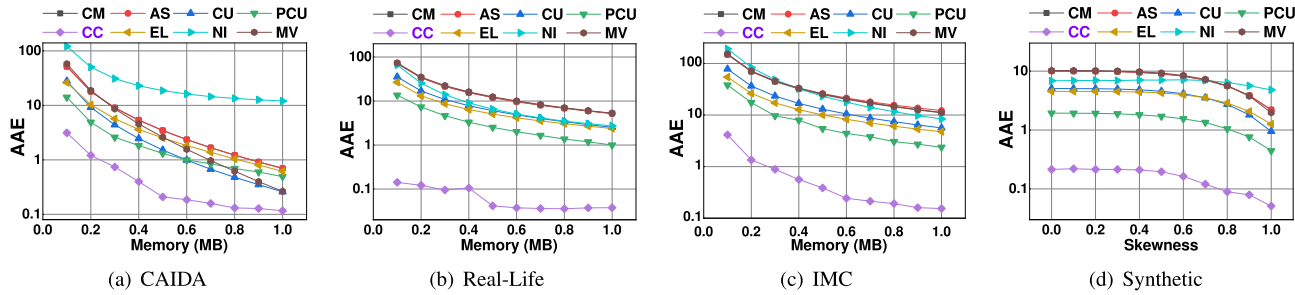 CM AS CU PCU
CC EL NI MV
100
10
1
0.1
AAE
0.0 0.2 0.4 0.6 0.8 1.0
Memory (MB)
(a) CAIDA
CM AS CU PCU
CC EL NI MV
100
10
1
0.1
AAE
0.0 0.2 0.4 0.6 0.8 1.0
Memory (MB)
(b) Real-Life
CM AS CU PCU
CC EL NI MV
100
10
1
0.1
AAE
0.0 0.2 0.4 0.6 0.8 1.0
Memory (MB)
(c) IMC
CM AS CU PCU
CC EL NI MV
10
1
0.1
AAE
0.0 0.2 0.4 0.6 0.8 1.0
Skewness
(d) Synthetic